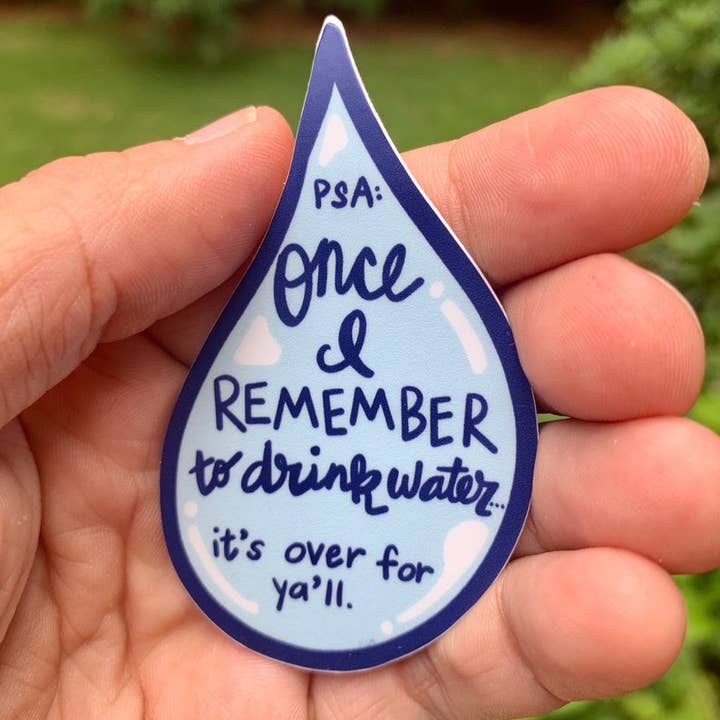 PSA:
Once
I
REMEMBER
to drink water...
it's over for
ya'll.